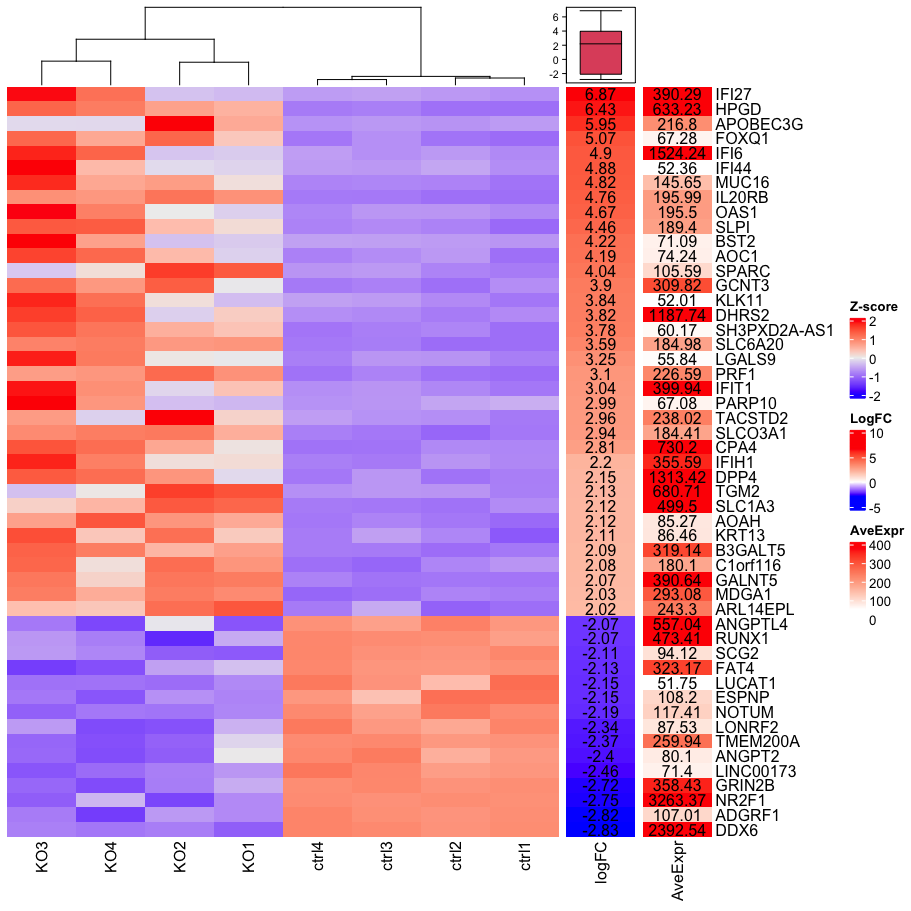 6
4
2
0
-2
6.87 390.29 IFI27
6.43 633.23 HPGD
5.95 216.8 APOBEC3G
5.07 67.28 FOXQ1
4.9 1524.24 IFI6
4.88 52.36 IFI44
4.82 145.65 MUC16
4.76 195.99 IL20RB
4.67 195.5 OAS1
4.46 189.4 SLPI
4.22 71.09 BST2
4.19 74.24 AOC1
4.04 105.59 SPARC
3.9 309.82 GCNT3
3.84 52.01 KLK11
3.82 1187.74 DHRS2
3.78 60.17 SH3PXD2A-AS1
3.59 184.98 SLC6A20
3.25 55.84 LGALS9
3.1 226.59 PRF1
3.04 399.94 IFIT1
2.99 67.08 PARP10
2.96 238.02 TACSTD2
2.94 184.41 SLCO3A1
2.81 730.2 CPA4
2.2 355.59 IFIH1
2.15 1313.42 DPP4
2.13 680.71 TGM2
2.12 499.5 SLC1A3
2.12 85.27 AOAH
2.11 86.46 KRT13
2.09 319.14 B3GALT5
2.08 180.1 C1orf116
2.07 390.64 GALNT5
2.03 293.08 MDGA1
2.02 243.3 ARL14EPL
-2.07 557.04 ANGPTL4
-2.07 473.41 RUNX1
-2.11 94.12 SCG2
-2.13 323.17 FAT4
-2.15 51.75 LUCAT1
-2.15 108.2 ESPNP
-2.19 117.41 NOTUM
-2.34 87.53 LONRF2
-2.37 259.94 TMEM200A
-2.4 80.1 ANGPT2
-2.46 71.4 LINC00173
-2.72 358.43 GRIN2B
-2.75 3263.37 NR2F1
-2.82 107.01 ADGRF1
-2.83 2392.54 DDX6
KO3
KO4
KO2
KO1
ctrl4
ctrl3
ctrl2
ctrl1
logFC
AveExpr
Z-score
2
1
0
-1
-2
LogFC
10
5
0
-5
AveExpr
400
300
200
100
0